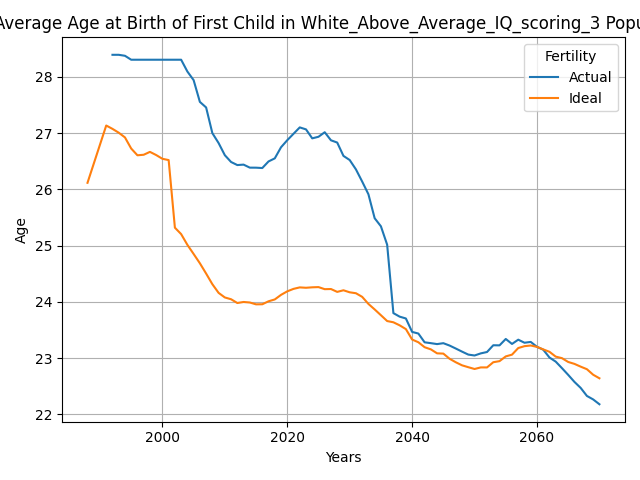 Average Age at Birth of First Child in White_Above_Average_IQ_scoring_3 Popu
Fertility
Actual
Ideal
28
27
26
25
24
23
22
Age
2000
2020
2040
2060
Years